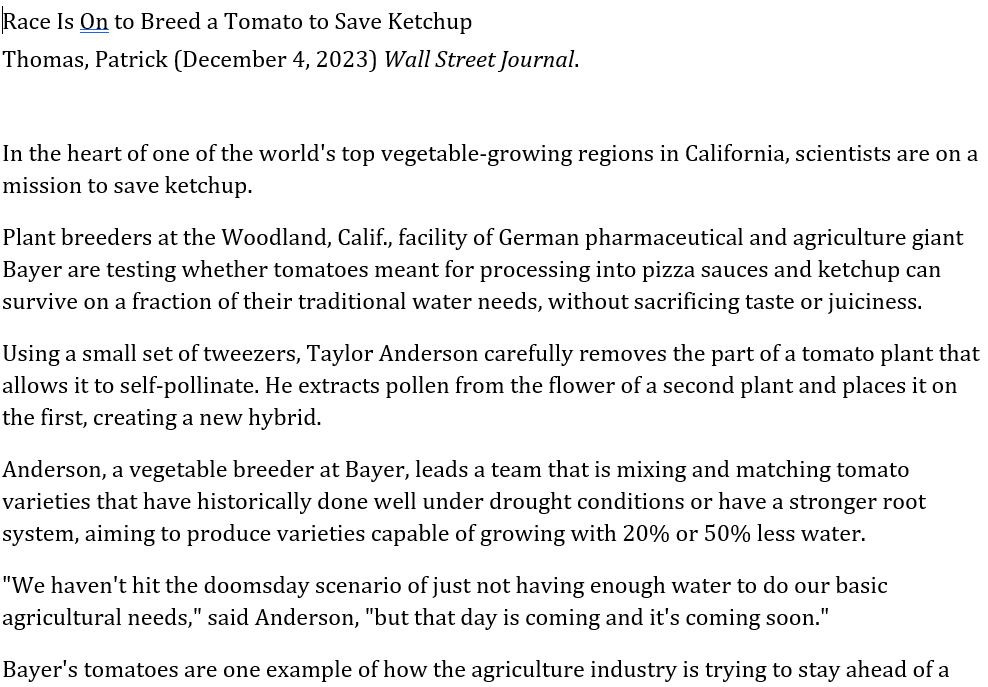 Race Is On to Breed a Tomato to Save Ketchup
Thomas, Patrick (December 4, 2023) Wall Street Journal.
In the heart of one of the world's top vegetable-growing regions in California, scientists are on a
mission to save ketchup.
Plant breeders at the Woodland, Calif., facility of German pharmaceutical and agriculture giant
Bayer are testing whether tomatoes meant for processing into pizza sauces and ketchup can
survive on a fraction of their traditional water needs, without sacrificing taste or juiciness.
Using a small set of tweezers, Taylor Anderson carefully removes the part of a tomato plant that
allows it to self-pollinate. He extracts pollen from the flower of a second plant and places it on
the first, creating a new hybrid.
Anderson, a vegetable breeder at Bayer, leads a team that is mixing and matching tomato
varieties that have historically done well under drought conditions or have a stronger root
system, aiming to produce varieties capable of growing with 20% or 50% less water.
"We haven't hit the doomsday scenario of just not having enough water to do our basic
agricultural needs," said Anderson, "but that day is coming and it's coming soon."
Bayer's tomatoes are one example of how the agriculture industry is trying to stay ahead of a